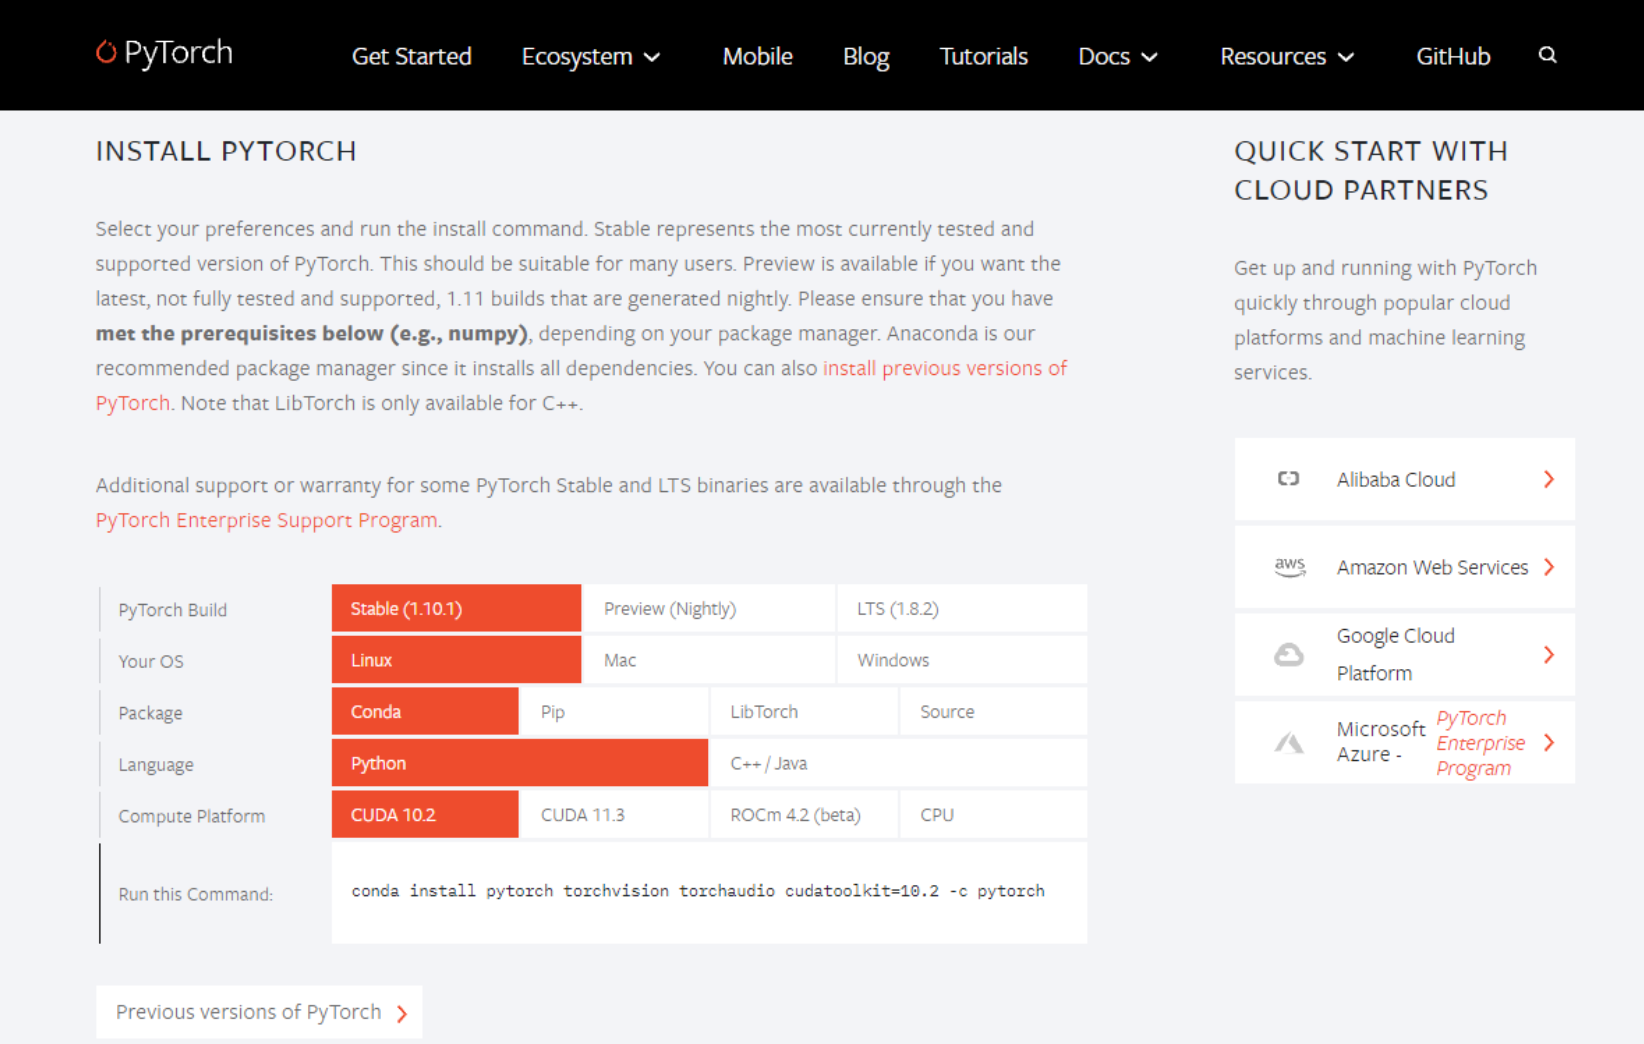 PyTorch
Get Started
Ecosystem
Mobile
Blog
Tutorials
Docs
Resources
GitHub
INSTALL PYTORCH
Select your preferences and run the install command. Stable represents the most currently tested and
supported version of PyTorch. This should be suitable for many users. Preview is available if you want the
latest, not fully tested and supported, 1.11 builds that are generated nightly. Please ensure that you have
met the prerequisites below (e.g., numpy), depending on your package manager. Anaconda is our
recommended package manager since it installs all dependencies. You can also install previous versions of
PyTorch. Note that LibTorch is only available for C++.
Additional support or warranty for some PyTorch Stable and LTS binaries are available through the
PyTorch Enterprise Support Program.
PyTorch Build
Stable (1.10.1)
Preview (Nightly)
LTS (1.8.2)
Your OS
Linux
Mac
Windows
Package
Conda
Pip
LibTorch
Source
Language
Python
C++ / Java
Compute Platform
CUDA 10.2
CUDA 11.3
ROCm 4.2 (beta)
CPU
Run this Command:
conda install pytorch torchvision torchaudio cudatoolkit=10.2 -c pytorch
Previous versions of PyTorch
QUICK START WITH
CLOUD PARTNERS
Get up and running with PyTorch
quickly through popular cloud
platforms and machine learning
services.
Alibaba Cloud
aws
Amazon Web Services
Google Cloud
Platform
Microsoft
Azure -
PyTorch
Enterprise
Program